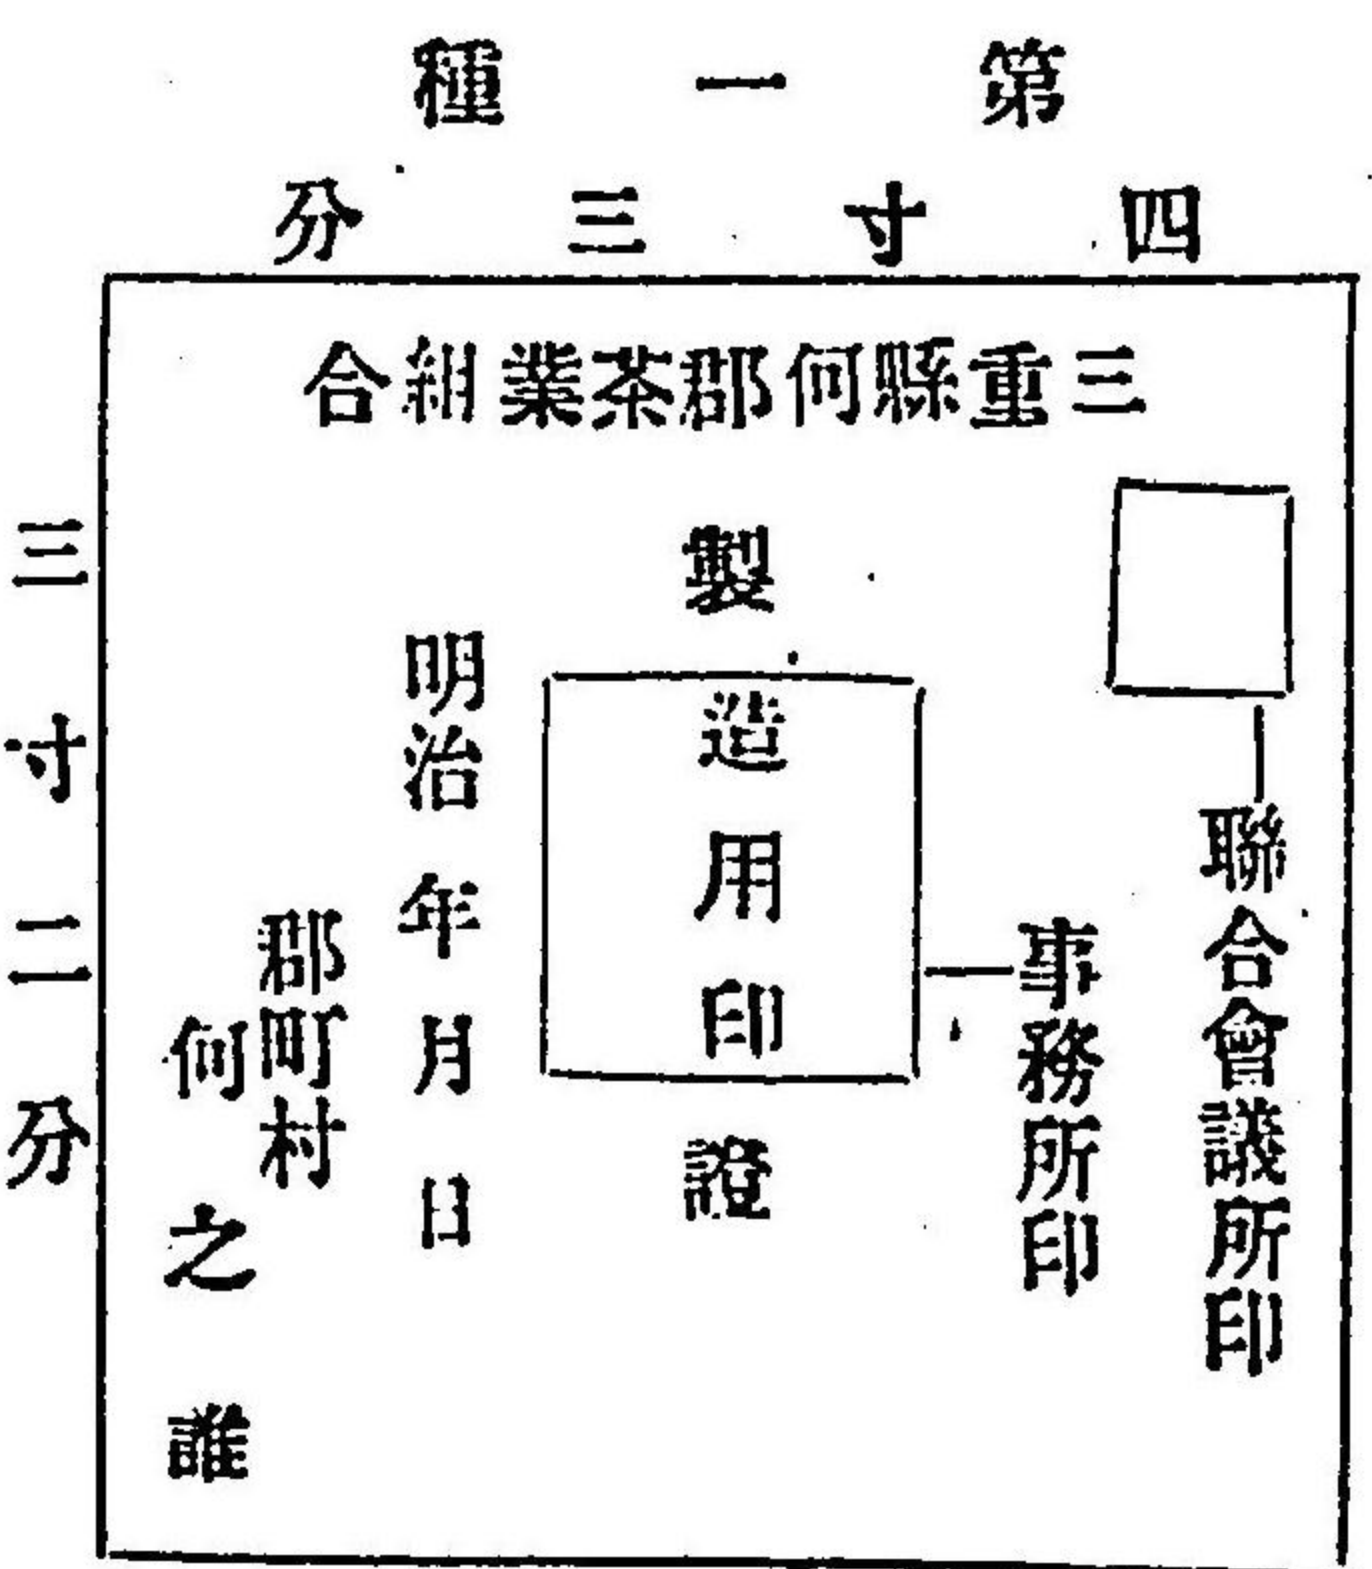 第一種
四寸三分
三重縣何郡茶業組合
聯合會議所印
事務所印
製造用印證
明治年月日
郡町村
何之誰
三寸二分